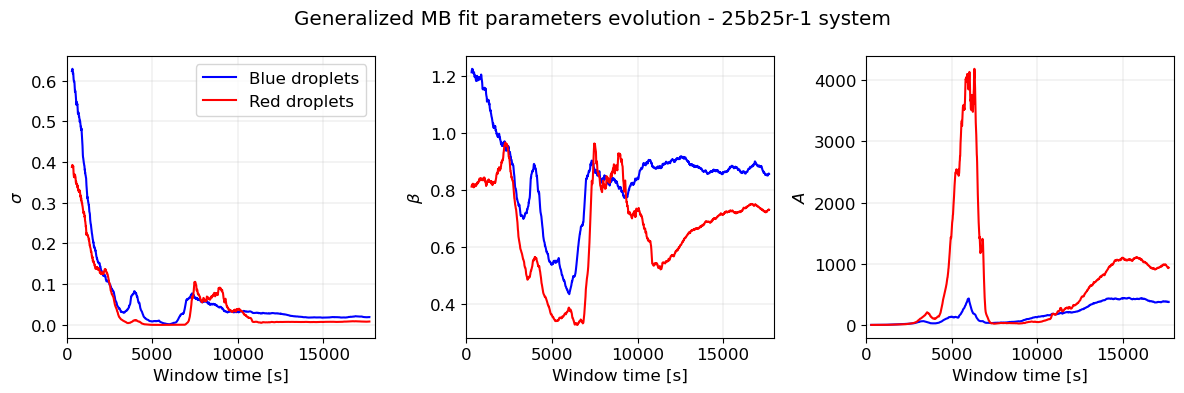 Generalized MB fit parameters evolution - 25b25r-1 system
σ
0.6
0.5
0.4
0.3
0.2
0.1
0.0
Blue droplets
Red droplets
0 5000 10000 15000
Window time [s]
β
1.2
1.0
0.8
0.6
0.4
0 5000 10000 15000
Window time [s]
A
4000
3000
2000
1000
0
0 5000 10000 15000
Window time [s]